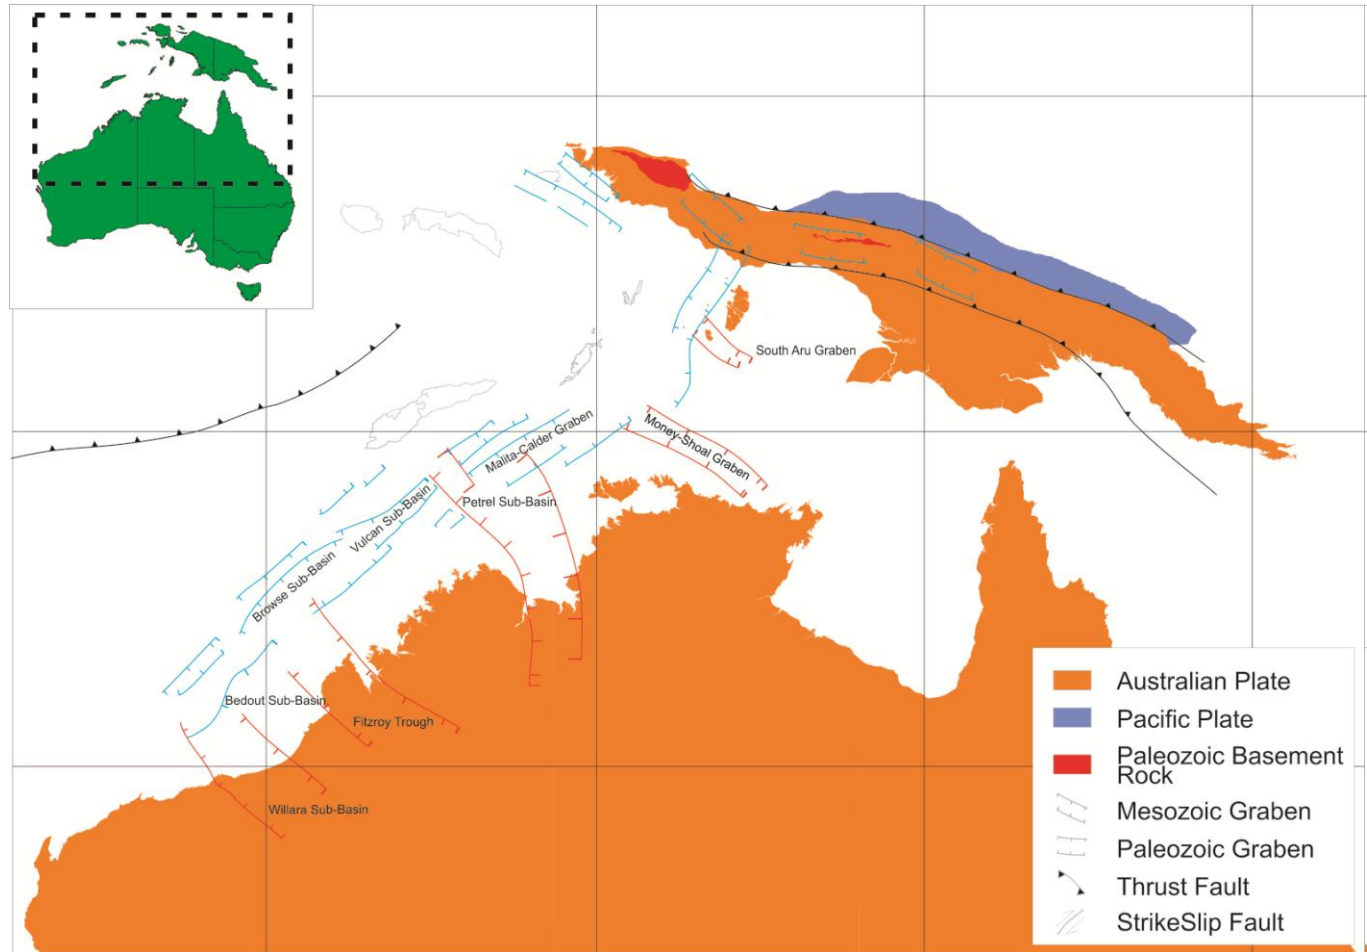 South Aru Graben
Money-Shoal Graben
Malita-Calder Graben
Petrel Sub-Basin
Vulcan Sub-Basin
Browse Sub-Basin
Bedout Sub-Basin
Fitzroy Trough
Willara Sub-Basin
Australian Plate
Pacific Plate
Paleozoic Basement
Rock
Mesozoic Graben
Paleozoic Graben
Thrust Fault
StrikeSlip Fault